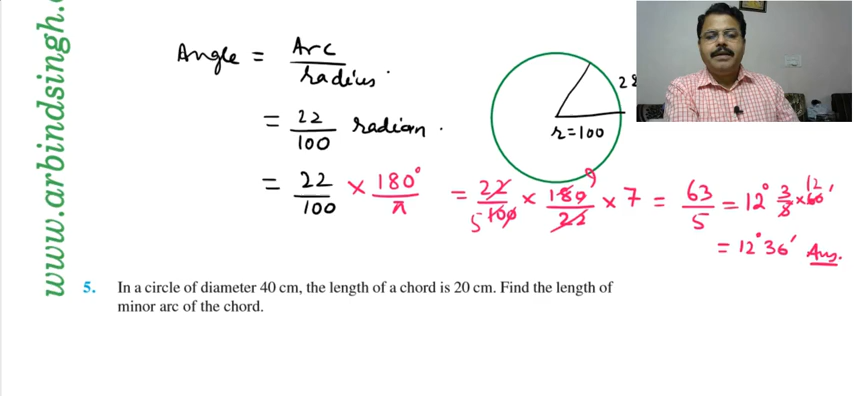 www.arbindsingh.
Angle = Arc / radius
= 22/100 radian.
r=100
= 22/100 × 180°/π = 22/100 5 × 180 9/22 × 7 = 63/5 = 12° 3/5 × 60' 12
= 12° 36' Ans.
5. In a circle of diameter 40 cm, the length of a chord is 20 cm. Find the length of
minor arc of the chord.